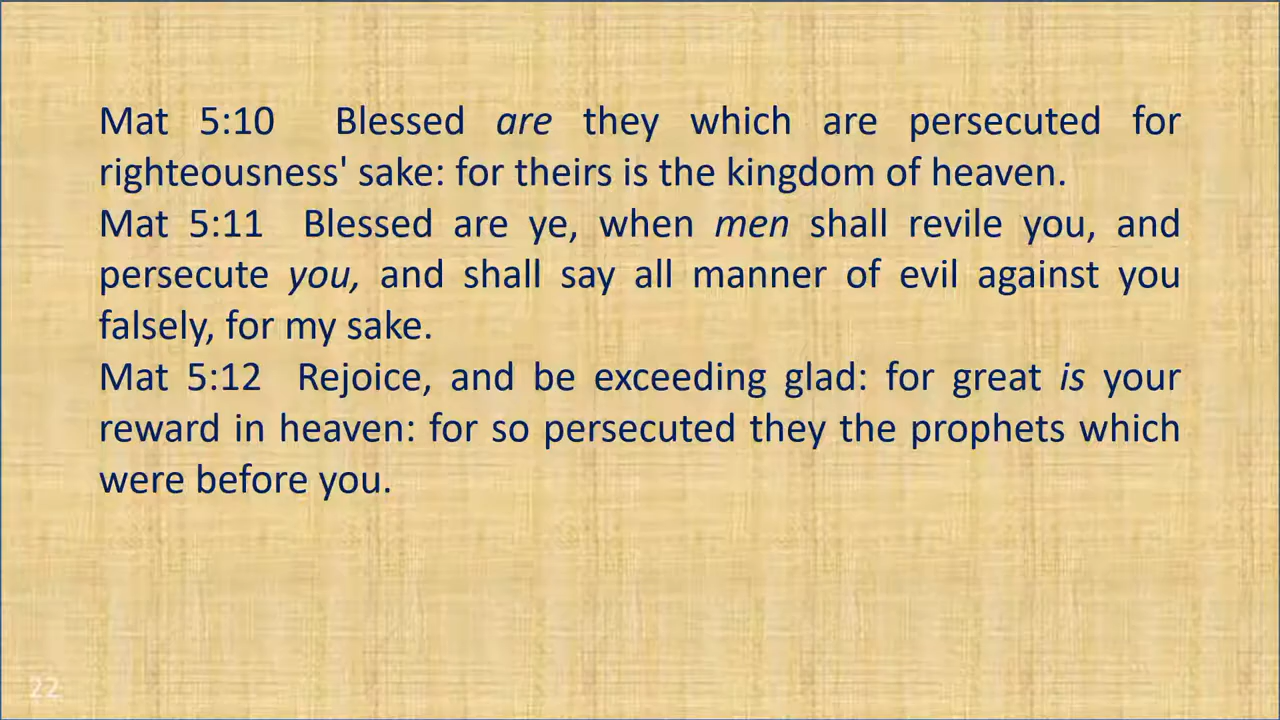 Mat 5:10 Blessed are they which are persecuted for
righteousness' sake: for theirs is the kingdom of heaven.
Mat 5:11 Blessed are ye, when men shall revile you, and
persecute you, and shall say all manner of evil against you
falsely, for my sake.
Mat 5:12 Rejoice, and be exceeding glad: for great is your
reward in heaven: for so persecuted they the prophets which
were before you.
22